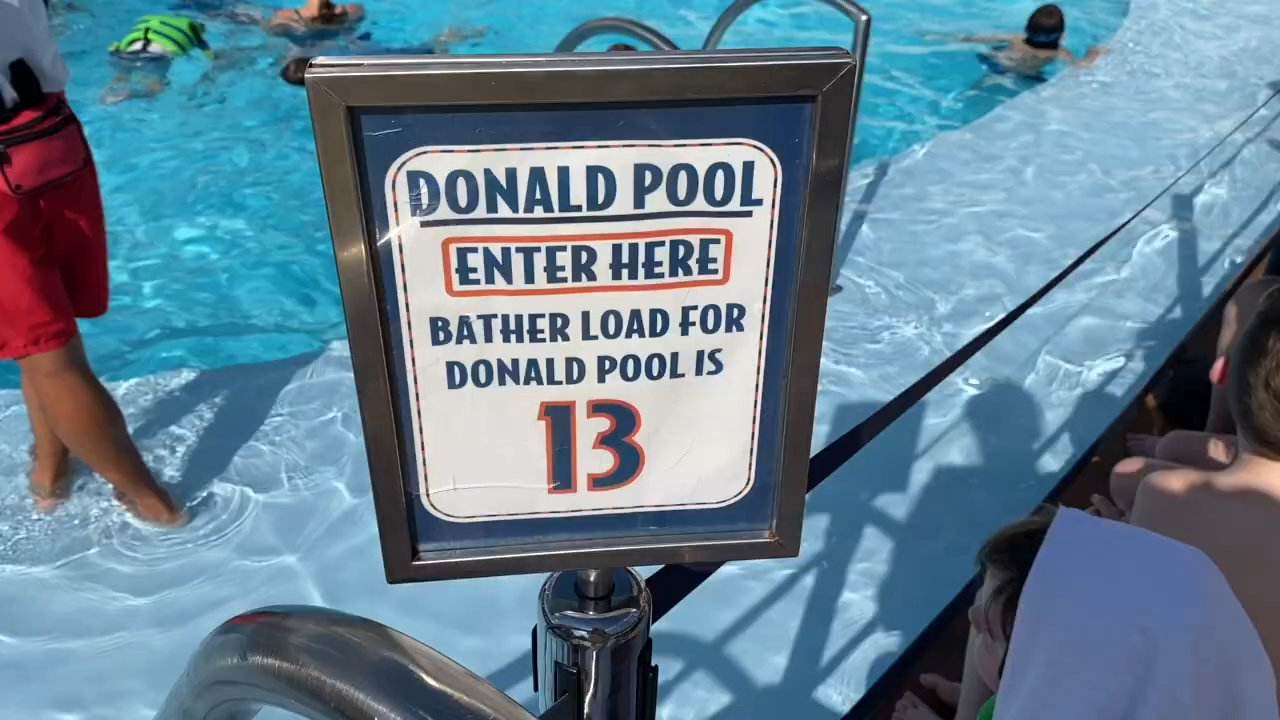 DONALD POOL
ENTER HERE
BATHER LOAD FOR
DONALD POOL IS
13